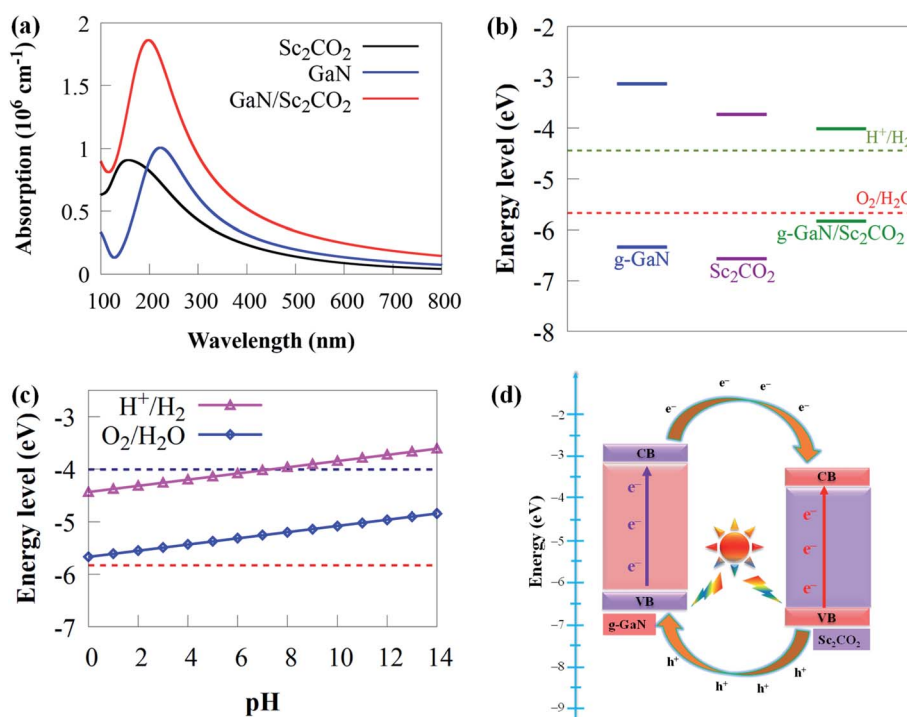 (a)
2
1.5
1
0.5
0
Absorption (10⁶ cm⁻¹)
Sc₂CO₂
GaN
GaN/Sc₂CO₂
100 200 300 400 500 600 700 800
Wavelength (nm)
(b)
-2
-3
-4
-5
-6
-7
-8
Energy level (eV)
H⁺/H₂
O₂/H₂O
g-GaN/Sc₂CO₂
g-GaN
Sc₂CO₂
(c)
-3
-4
-5
-6
-7
Energy level (eV)
H⁺/H₂
O₂/H₂O
0 2 4 6 8 10 12 14
pH
(d)
e⁻ e⁻
e⁻ e⁻
−2
−3
−4
−5
−6
−7
−8
−9
Energy (eV)
CB
e⁻
e⁻
e⁻
VB
g-GaN
CB
e⁻
e⁻
e⁻
VB
Sc₂CO₂
h⁺ h⁺
h⁺ h⁺